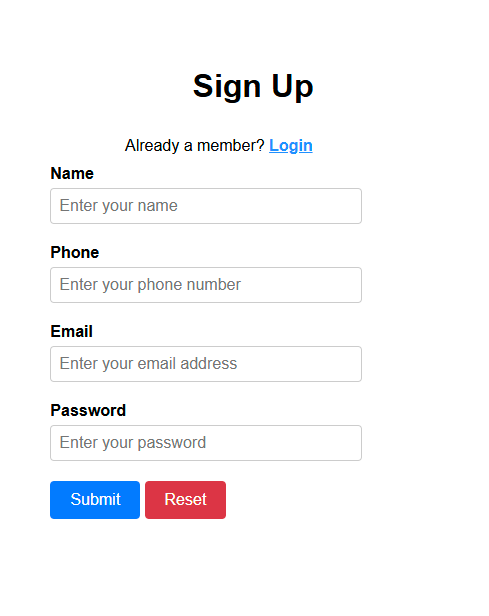 Sign Up
Already a member? Login
Name
Enter your name
Phone
Enter your phone number
Email
Enter your email address
Password
Enter your password
Submit Reset